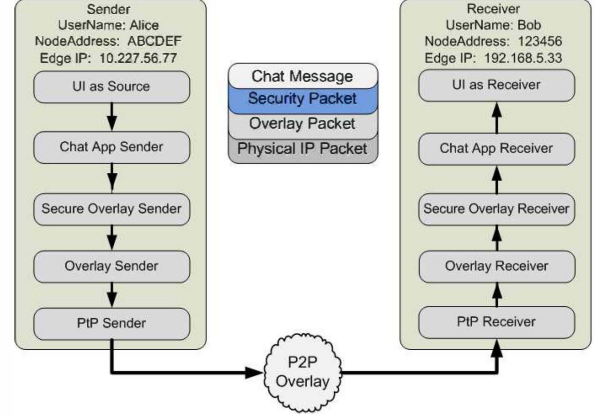 Sender
UserName: Alice
NodeAddress: ABCDEF
Edge IP: 10.227.56.77
UI as Source
Chat App Sender
Secure Overlay Sender
Overlay Sender
PtP Sender
Chat Message
Security Packet
Overlay Packet
Physical IP Packet
P2P
Overlay
Receiver
UserName: Bob
NodeAddress: 123456
Edge IP: 192.168.5.33
UI as Receiver
Chat App Receiver
Secure Overlay Receiver
Overlay Receiver
PtP Receiver